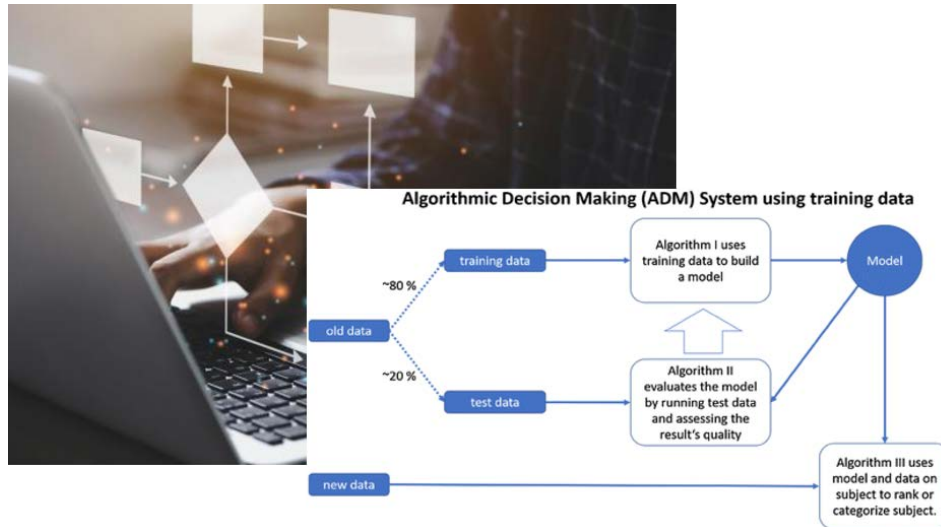 Algorithmic Decision Making (ADM) System using training data
training data
Algorithm I uses
training data to build
a model
Model
~80 %
old data
~20 %
test data
Algorithm II
evaluates the model
by running test data
and assessing the
result's quality
new data
Algorithm III uses
model and data on
subject to rank or
categorize subject.